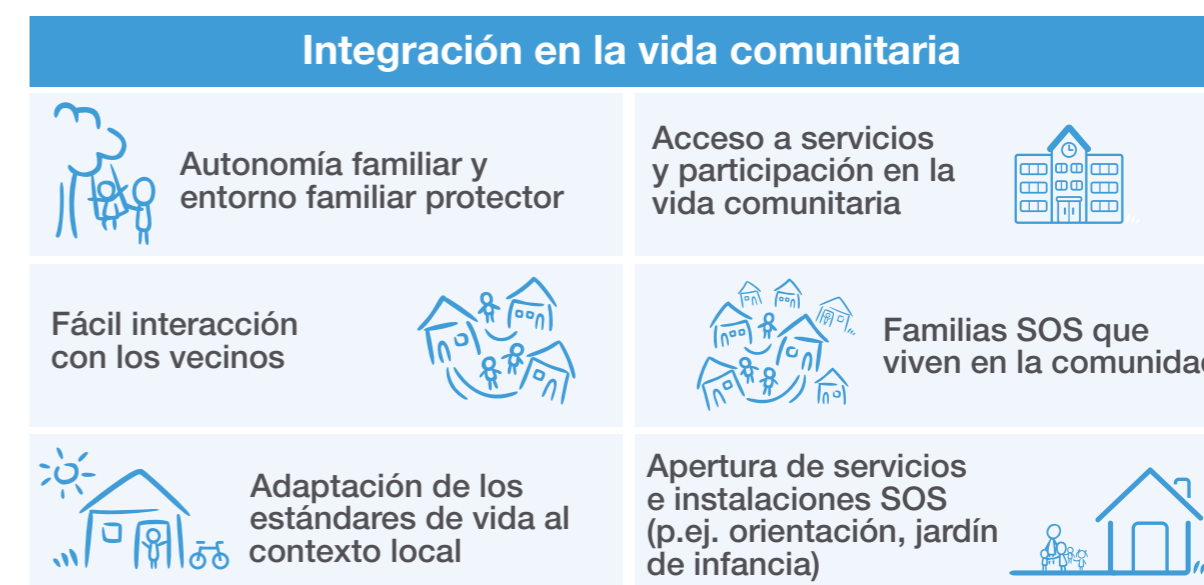 Integración en la vida comunitaria
Autonomía familiar y
entorno familiar protector
Acceso a servicios
y participación en la
vida comunitaria
Fácil interacción
con los vecinos
Familias SOS que
viven en la comunidad
Adaptación de los
estándares de vida al
contexto local
Apertura de servicios
e instalaciones SOS
(p.ej. orientación, jardín
de infancia)